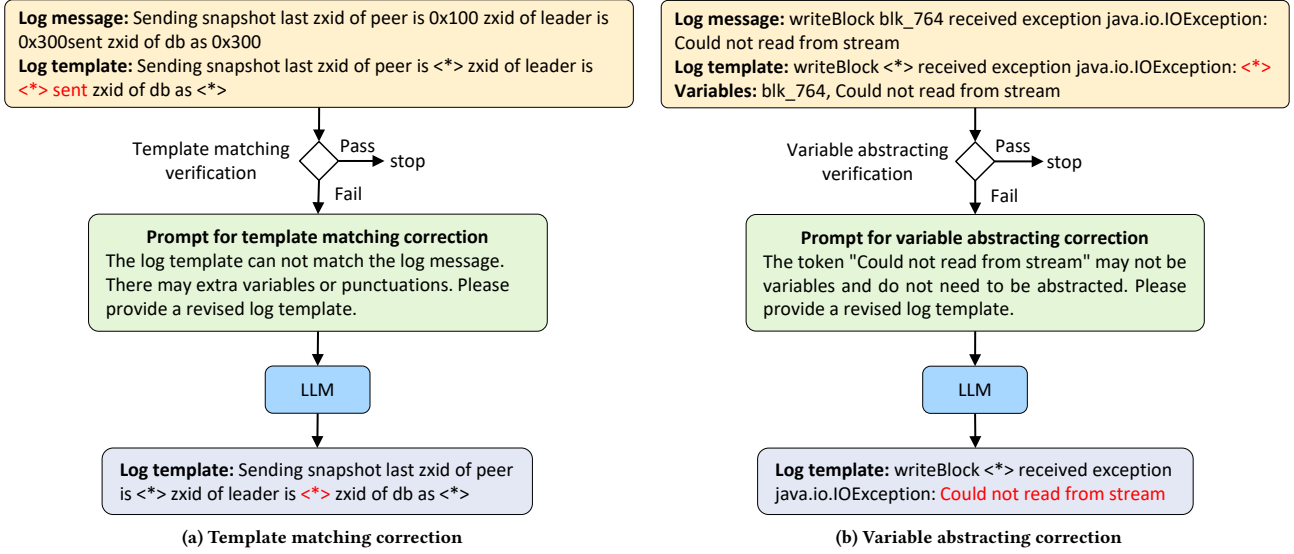 Log message: Sending snapshot last zxid of peer is 0x100 zxid of leader is
0x300sent zxid of db as 0x300
Log template: Sending snapshot last zxid of peer is <*> zxid of leader is
<*> sent zxid of db as <*>
Template matching
verification
Pass
stop
Fail
Prompt for template matching correction
The log template can not match the log message.
There may extra variables or punctuations. Please
provide a revised log template.
LLM
Log template: Sending snapshot last zxid of peer
is <*> zxid of leader is <*> zxid of db as <*>
(a) Template matching correction
Log message: writeBlock blk_764 received exception java.io.IOException:
Could not read from stream
Log template: writeBlock <*> received exception java.io.IOException: <*>
Variables: blk_764, Could not read from stream
Variable abstracting
verification
Pass
stop
Fail
Prompt for variable abstracting correction
The token "Could not read from stream" may not be
variables and do not need to be abstracted. Please
provide a revised log template.
LLM
Log template: writeBlock <*> received exception
java.io.IOException: Could not read from stream
(b) Variable abstracting correction